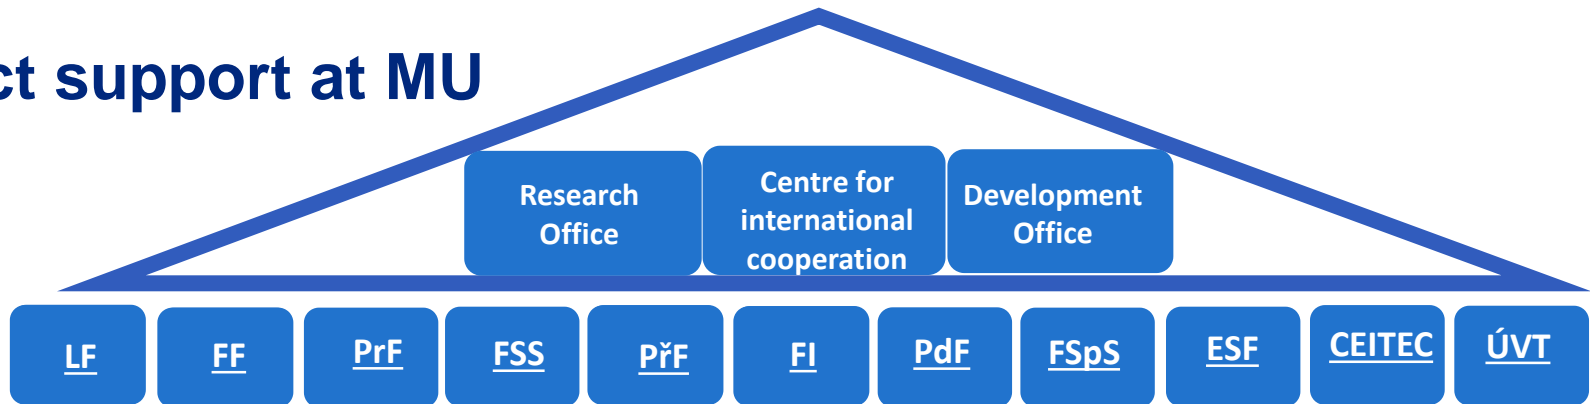 ct support at MU
Research
Office
Centre for
international
cooperation
Development
Office
LF
FF
PrF
FSS
PřF
FI
PdF
FSpS
ESF
CEITEC
ÚVT